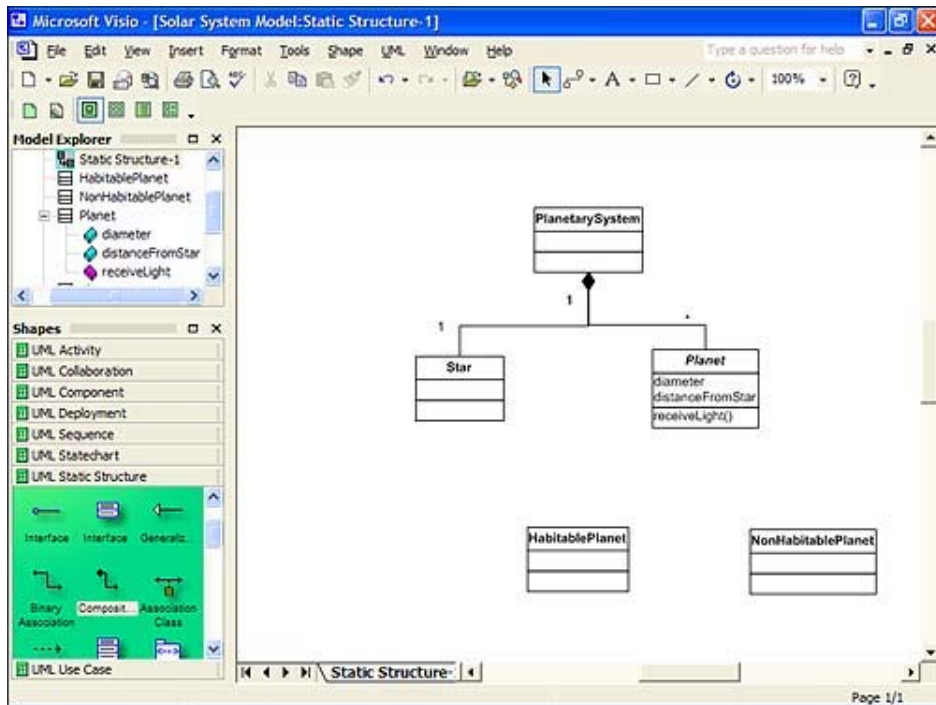 Microsoft Visio - [Solar System Model:Static Structure-1]
File Edit View Insert Format Tools Shape UML Window Help Type a question for help
100%
Model Explorer
Static Structure-1
HabitablePlanet
NonHabitablePlanet
Planet
diameter
distanceFromStar
receiveLight
Shapes
UML Activity
UML Collaboration
UML Component
UML Deployment
UML Sequence
UML Statechart
UML Static Structure
Interface Interface Generaliz...
Binary Association Composit... Association Class
UML Use Case
PlanetarySystem
1
1 *
Star
Planet
diameter
distanceFromStar
receiveLight()
HabitablePlanet NonHabitablePlanet
Static Structure-
Page 1/1